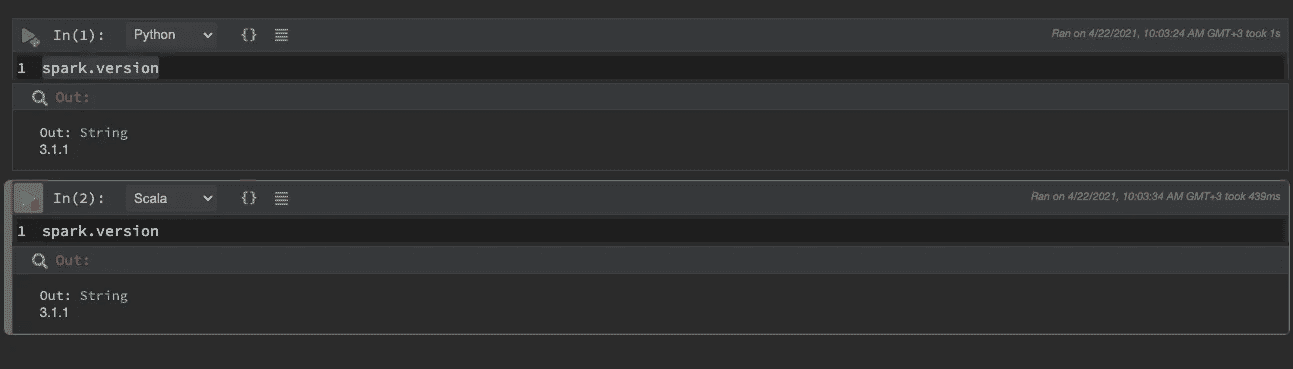 In(1): Python {} Ran on 4/22/2021, 10:03:24 AM GMT+3 took 1s
1 spark.version
Out:
Out: String
3.1.1
In(2): Scala {} Ran on 4/22/2021, 10:03:34 AM GMT+3 took 439ms
1 spark.version
Out:
Out: String
3.1.1